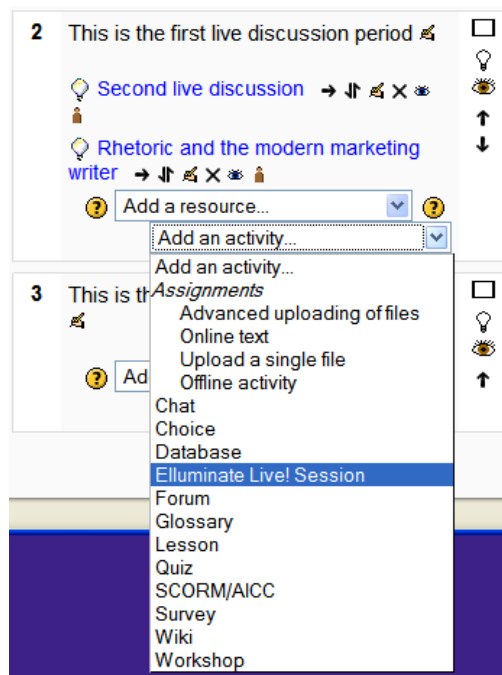 2 This is the first live discussion period
Second live discussion
Rhetoric and the modern marketing
writer
Add a resource...
Add an activity...
Add an activity...
3 This is th
Assignments
Advanced uploading of files
Online text
Upload a single file
Ad
Offline activity
Chat
Choice
Database
Elluminate Live! Session
Forum
Glossary
Lesson
Quiz
SCORM/AICC
Survey
Wiki
Workshop